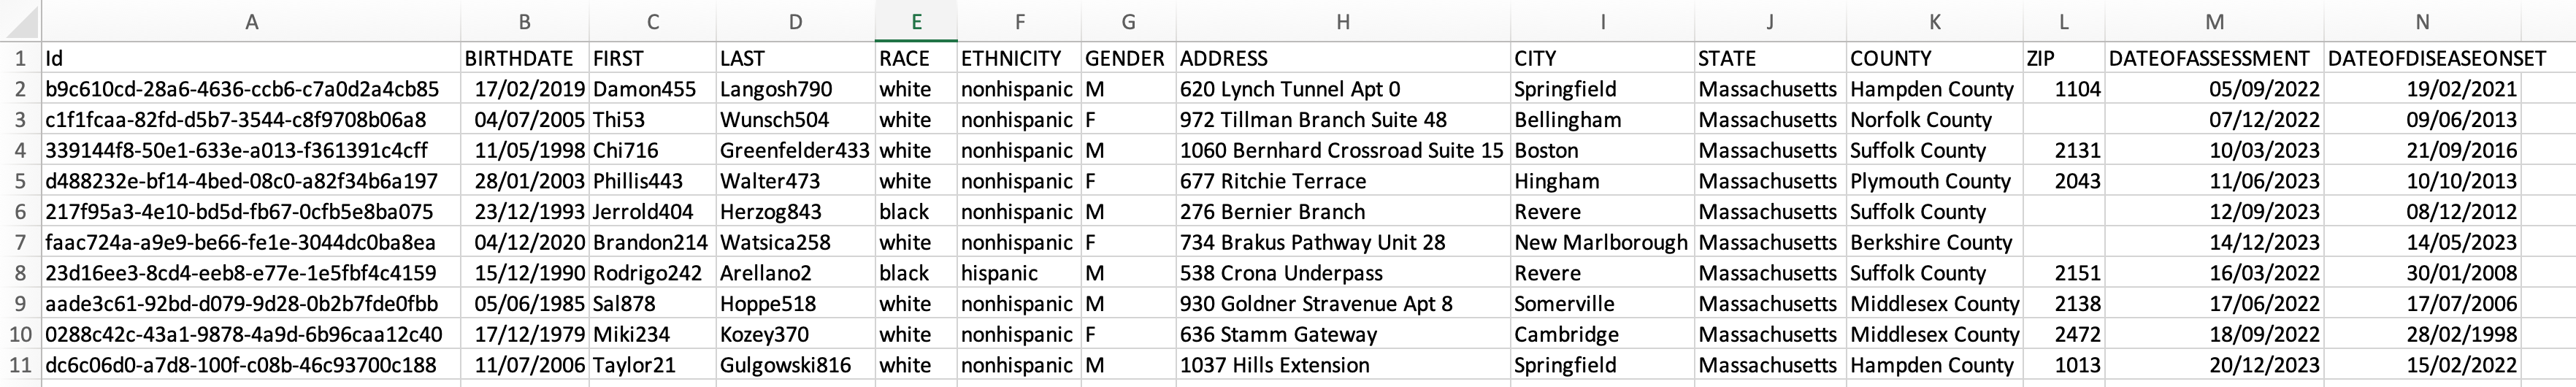 A B C D E F G H I J K L M N
1 Id BIRTHDATE FIRST LAST RACE ETHNICITY GENDER ADDRESS CITY STATE COUNTY ZIP DATEOFASSESSMENT DATEOFDISEASEONSET
2 b9c610cd-28a6-4636-ccb6-c7a0d2a4cb85 17/02/2019 Damon455 Langosh790 white nonhispanic M 620 Lynch Tunnel Apt 0 Springfield Massachusetts Hampden County 1104 05/09/2022 19/02/2021
3 c1f1fcaa-82fd-d5b7-3544-c8f9708b06a8 04/07/2005 Thi53 Wunsch504 white nonhispanic F 972 Tillman Branch Suite 48 Bellingham Massachusetts Norfolk County 07/12/2022 09/06/2013
4 339144f8-50e1-633e-a013-f361391c4cff 11/05/1998 Chi716 Greenfelder433 white nonhispanic M 1060 Bernhard Crossroad Suite 15 Boston Massachusetts Suffolk County 2131 10/03/2023 21/09/2016
5 d488232e-bf14-4bed-08c0-a82f34b6a197 28/01/2003 Phillis443 Walter473 white nonhispanic F 677 Ritchie Terrace Hingham Massachusetts Plymouth County 2043 11/06/2023 10/10/2013
6 217f95a3-4e10-bd5d-fb67-0cfb5e8ba075 23/12/1993 Jerrold404 Herzog843 black nonhispanic M 276 Bernier Branch Revere Massachusetts Suffolk County 12/09/2023 08/12/2012
7 faac724a-a9e9-be66-fe1e-3044dc0ba8ea 04/12/2020 Brandon214 Watsica258 white nonhispanic F 734 Brakus Pathway Unit 28 New Marlborough Massachusetts Berkshire County 14/12/2023 14/05/2023
8 23d16ee3-8cd4-eeb8-e77e-1e5fbf4c4159 15/12/1990 Rodrigo242 Arellano2 black hispanic M 538 Crona Underpass Revere Massachusetts Suffolk County 2151 16/03/2022 30/01/2008
9 aade3c61-92bd-d079-9d28-0b2b7fde0fbb 05/06/1985 Sal878 Hoppe518 white nonhispanic M 930 Goldner Stravenue Apt 8 Somerville Massachusetts Middlesex County 2138 17/06/2022 17/07/2006
10 0288c42c-43a1-9878-4a9d-6b96caa12c40 17/12/1979 Miki234 Kozey370 white nonhispanic F 636 Stamm Gateway Cambridge Massachusetts Middlesex County 2472 18/09/2022 28/02/1998
11 dc6c06d0-a7d8-100f-c08b-46c93700c188 11/07/2006 Taylor21 Gulgowski816 white nonhispanic M 1037 Hills Extension Springfield Massachusetts Hampden County 1013 20/12/2023 15/02/2022